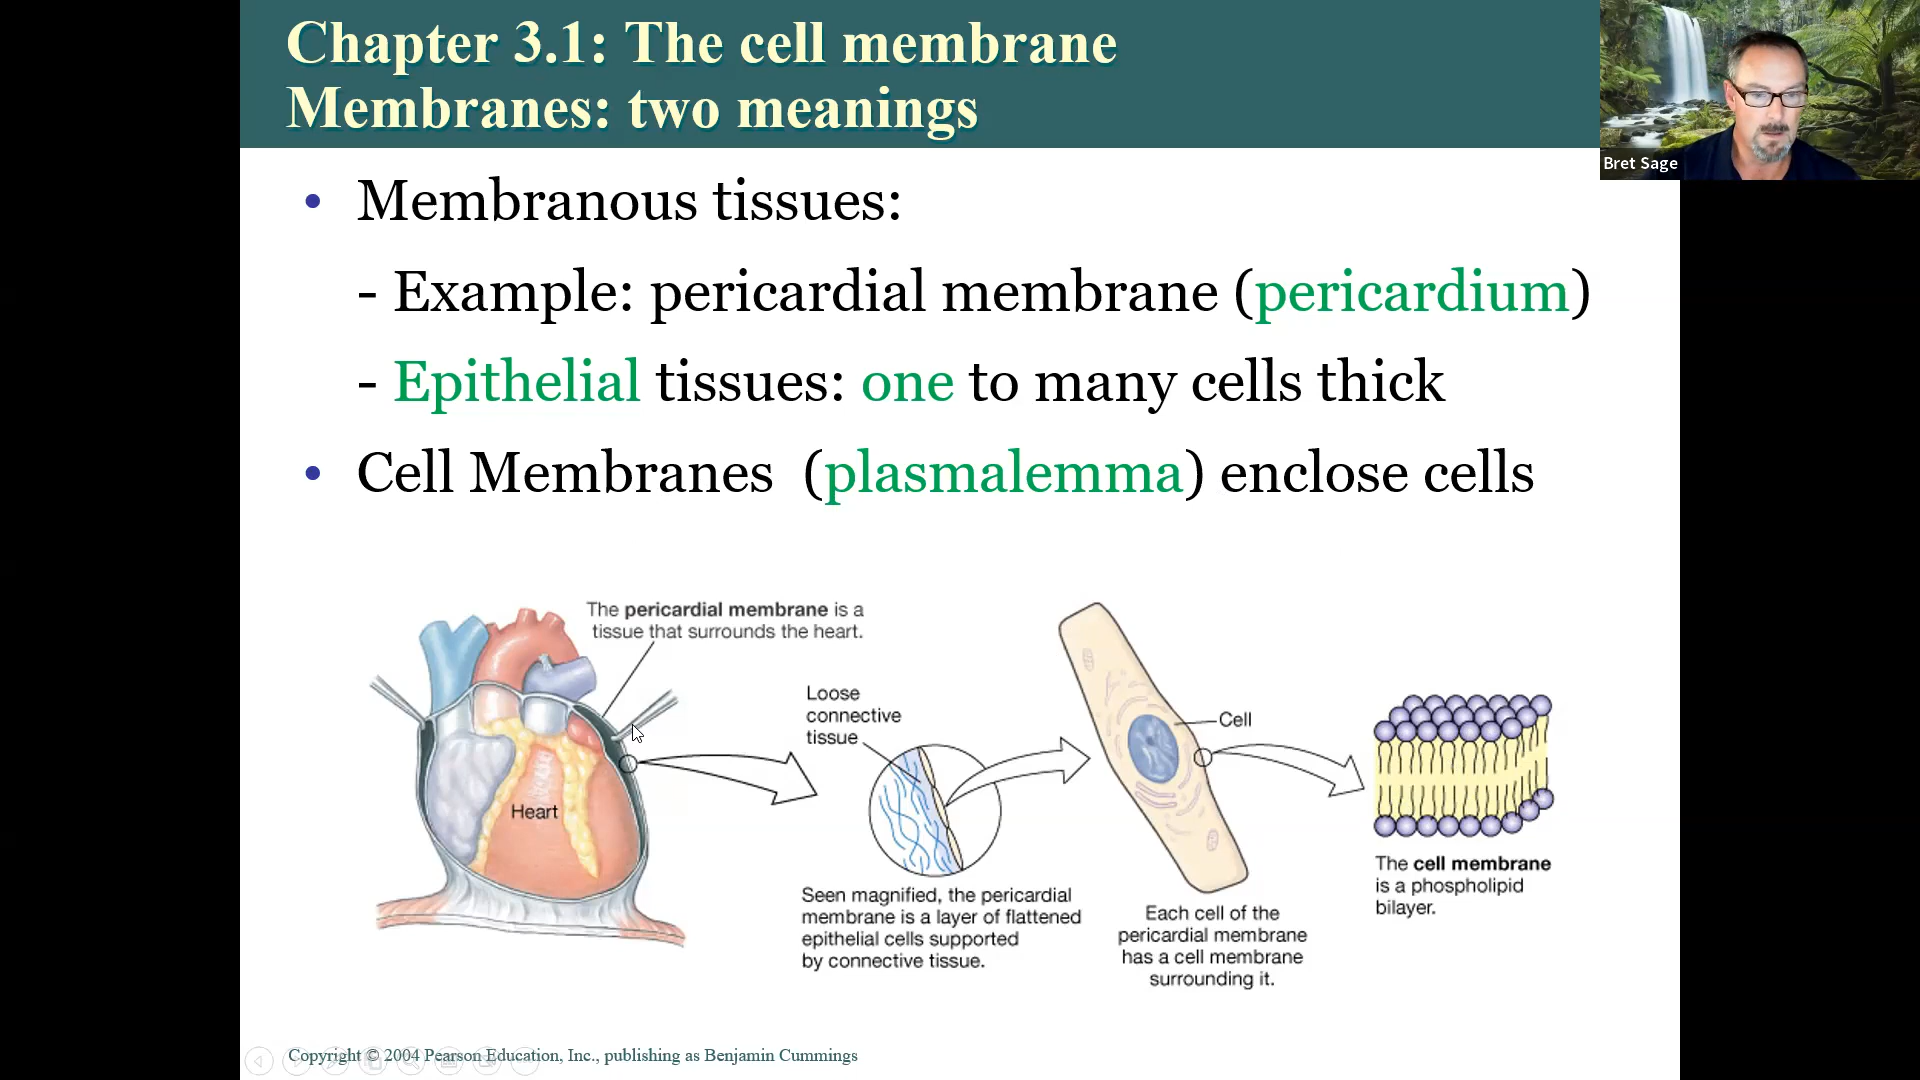 Chapter 3.1: The cell membrane
Membranes: two meanings
Bret Sage
• Membranous tissues:
- Example: pericardial membrane (pericardium)
- Epithelial tissues: one to many cells thick
• Cell Membranes (plasmalemma) enclose cells
The pericardial membrane is a
tissue that surrounds the heart.
Heart
Loose
connective
tissue
Seen magnified, the pericardial
membrane is a layer of flattened
epithelial cells supported
by connective tissue.
Cell
Each cell of the
pericardial membrane
has a cell membrane
surrounding it.
The cell membrane
is a phospholipid
bilayer.
Copyright © 2004 Pearson Education, Inc., publishing as Benjamin Cummings